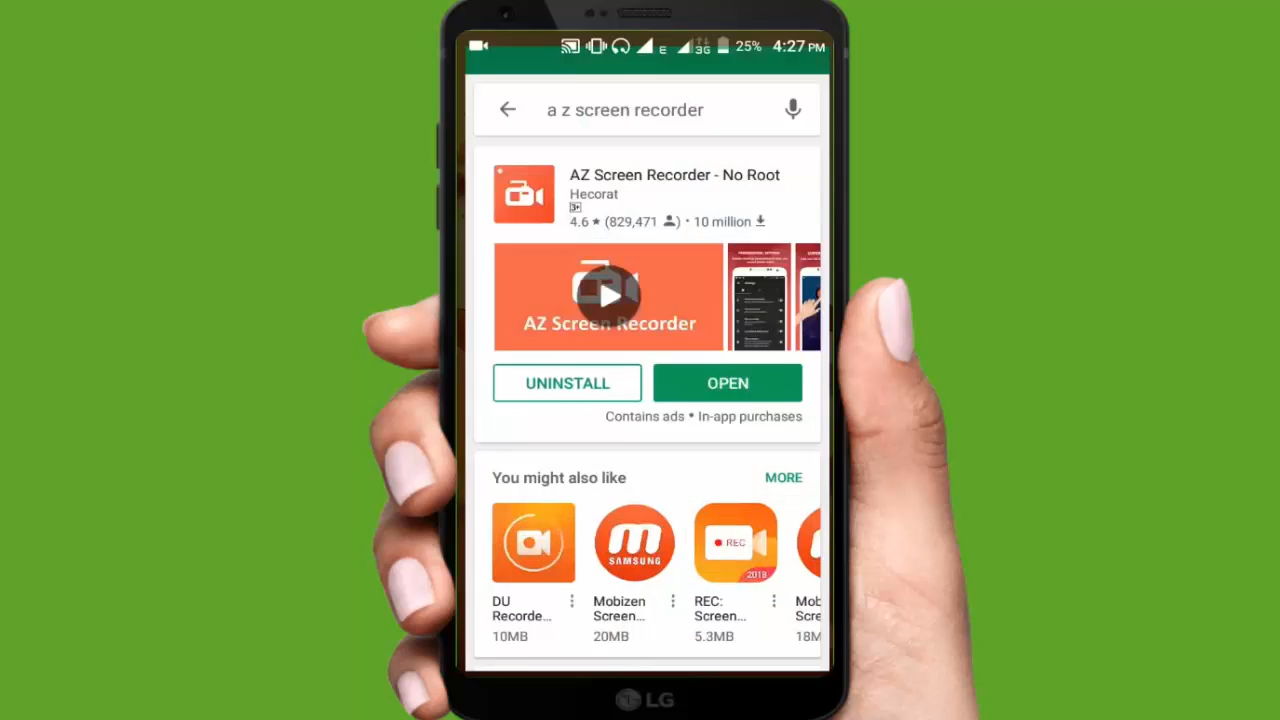 E
3G
25%
4:27 PM
a z screen recorder
AZ Screen Recorder - No Root
Hecorat
3+
4.6 ★ (829,471 ) • 10 million
AZ Screen Recorder
UNINSTALL
OPEN
Contains ads • In-app purchases
You might also like
MORE
SAMSUNG
REC
2018
DU
Recorde...
10MB
Mobizen
Screen...
20MB
REC:
Screen...
5.3MB
Mob
Scre
18M
LG